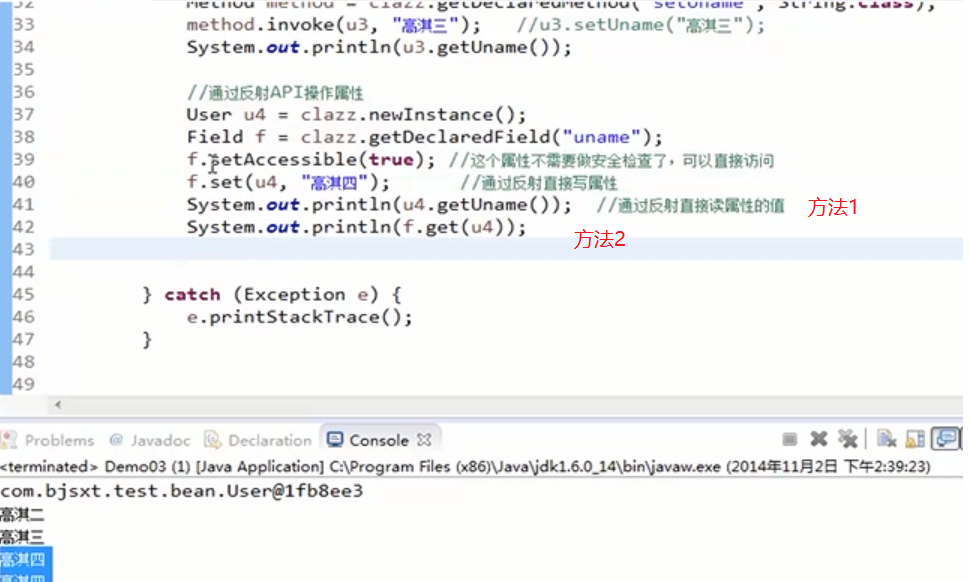 32 Method method = clazz.getDeclaredMethod("setUname", String.class);
33 method.invoke(u3, "高淇三"); //u3.setUname("高淇三");
34 System.out.println(u3.getUname());
35
36 //通过反射API操作属性
37 User u4 = clazz.newInstance();
38 Field f = clazz.getDeclaredField("uname");
39 f.setAccessible(true); //这个属性不需要做安全检查了，可以直接访问
40 f.set(u4, "高淇四"); //通过反射直接写属性
41 System.out.println(u4.getUname()); //通过反射直接读属性的值 方法1
42 System.out.println(f.get(u4)); 方法2
43
44
45 } catch (Exception e) {
46 e.printStackTrace();
47 }
48
49
Problems @ Javadoc Declaration Console
<terminated> Demo03 (1) [Java Application] C:\Program Files (x86)\Java\jdk1.6.0_14\bin\javaw.exe (2014年11月2日 下午2:39:23)
com.bjsxt.test.bean.User@1fb8ee3
高淇二
高淇三
高淇四
高淇四